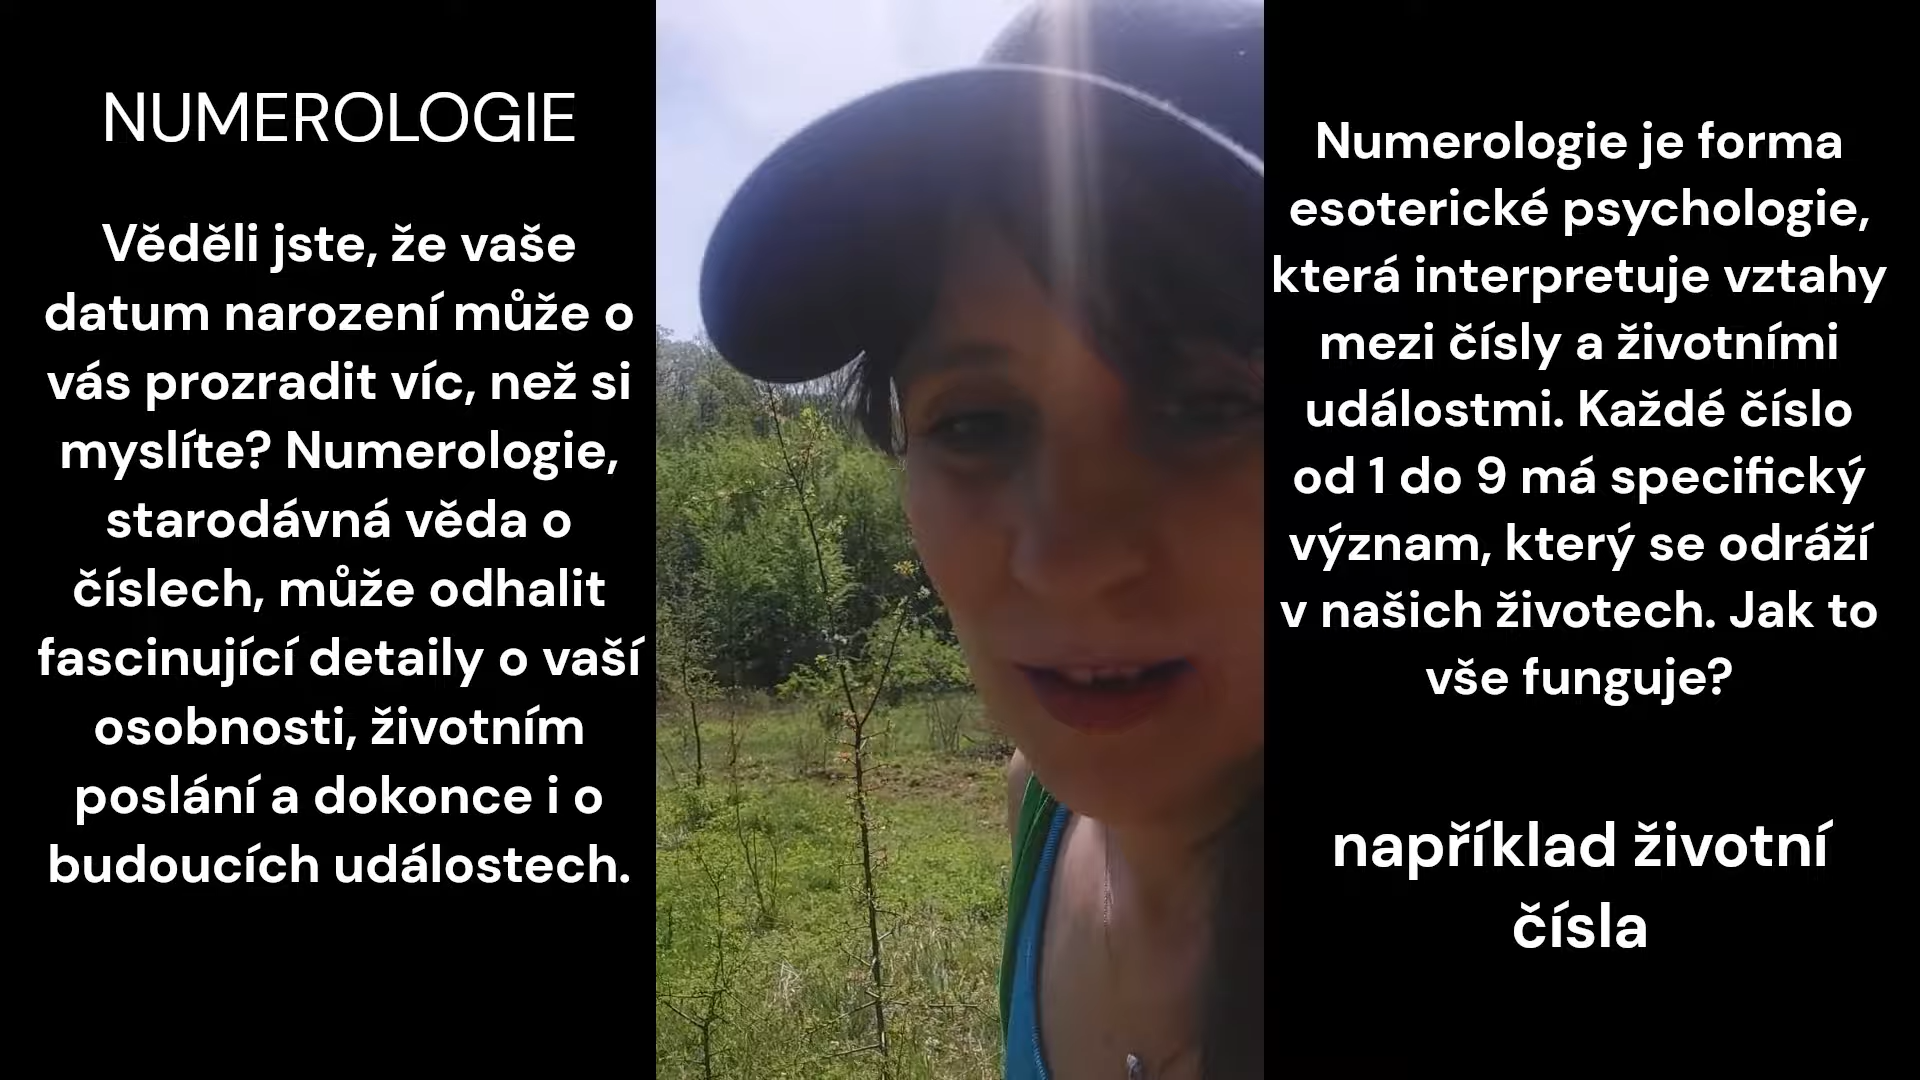 NUMEROLOGIE
Věděli jste, že vaše
datum narození může o
vás prozradit víc, než si
myslíte? Numerologie,
starodávná věda o
číslech, může odhalit
fascinující detaily o vaší
osobnosti, životním
poslání a dokonce i o
budoucích událostech.
Numerologie je forma
esoterické psychologie,
která interpretuje vztahy
mezi čísly a životními
událostmi. Každé číslo
od 1 do 9 má specifický
význam, který se odráží
v našich životech. Jak to
vše funguje?
například životní
čísla